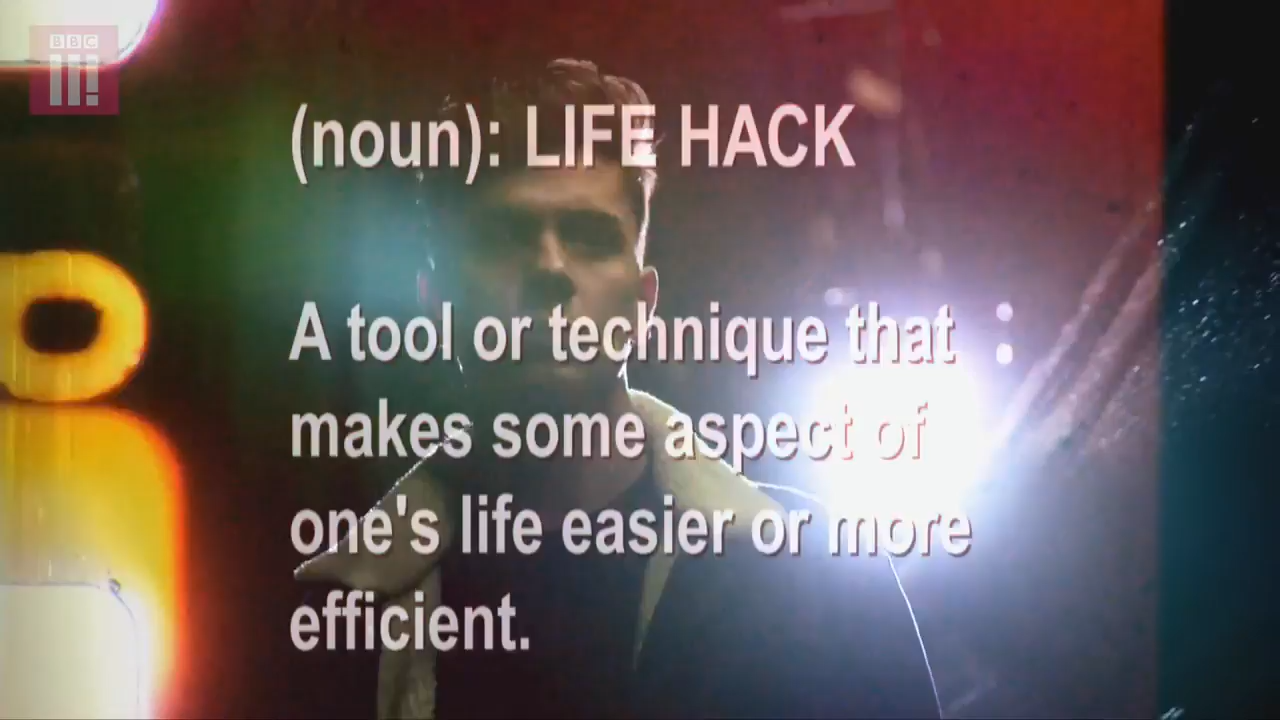 BBC
(noun): LIFE HACK
A tool or technique that
makes some aspect of
one's life easier or more
efficient.